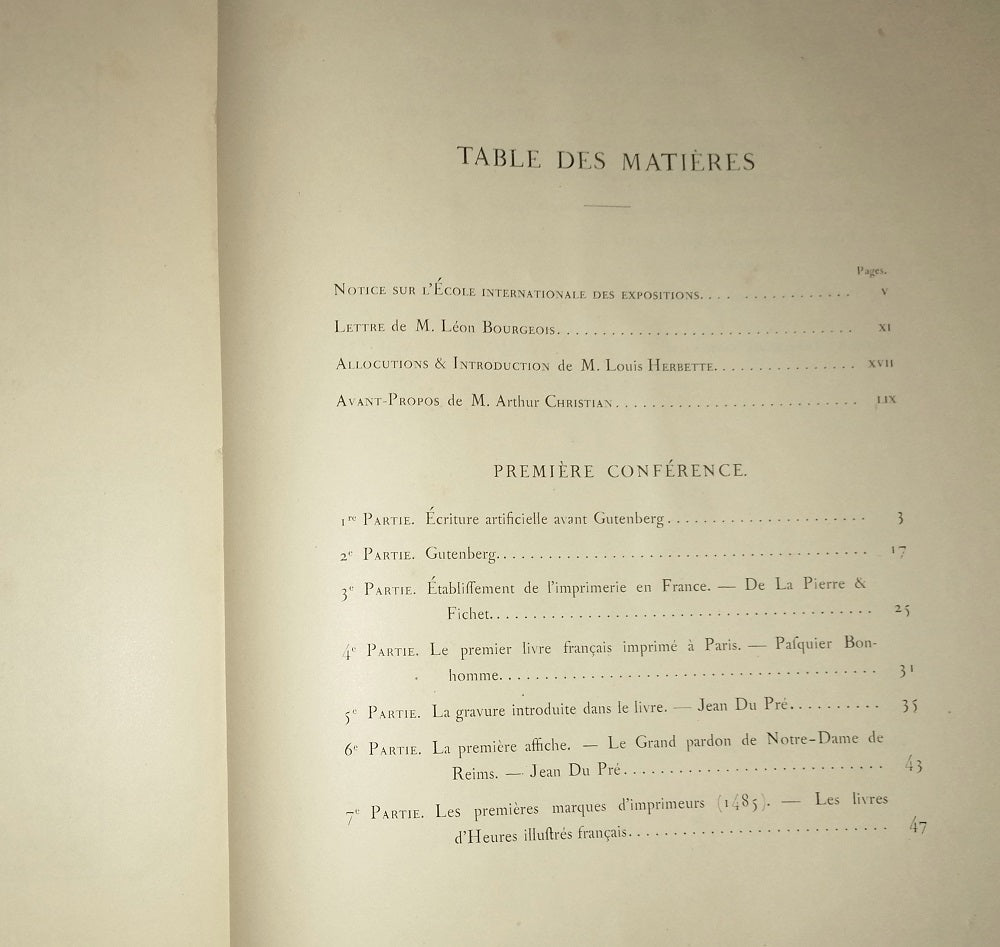 TABLE DES MATIÈRES
Pages.
NOTICE SUR L'ÉCOLE INTERNATIONALE DES EXPOSITIONS.... ............ V
LETTRE de M. Léon BOURGEOIS................................ XI
ALLOCUTIONS & INTRODUCTION de M. Louis HERBETTE............... XVII
AVANT-PROPOS de M. Arthur CHRISTIAN.......................... LIX
PREMIÈRE CONFÉRENCE.
1re PARTIE. Écriture artificielle avant Gutenberg..................... 3
2e PARTIE. Gutenberg....................................... 17
3e PARTIE. Établiſſement de l'imprimerie en France. — De La Pierre &
Fichet........................................ 25
4e PARTIE. Le premier livre français imprimé à Paris. — Paſquier Bon-
homme....................................... 31
5e PARTIE. La gravure introduite dans le livre. — Jean Du Pré.......... 35
6e PARTIE. La première affiche. — Le Grand pardon de Notre-Dame de
Reims. — Jean Du Pré........................... 43
7e PARTIE. Les premières marques d'imprimeurs (1485). — Les livres
d'Heures illuſtrés français........................... 47